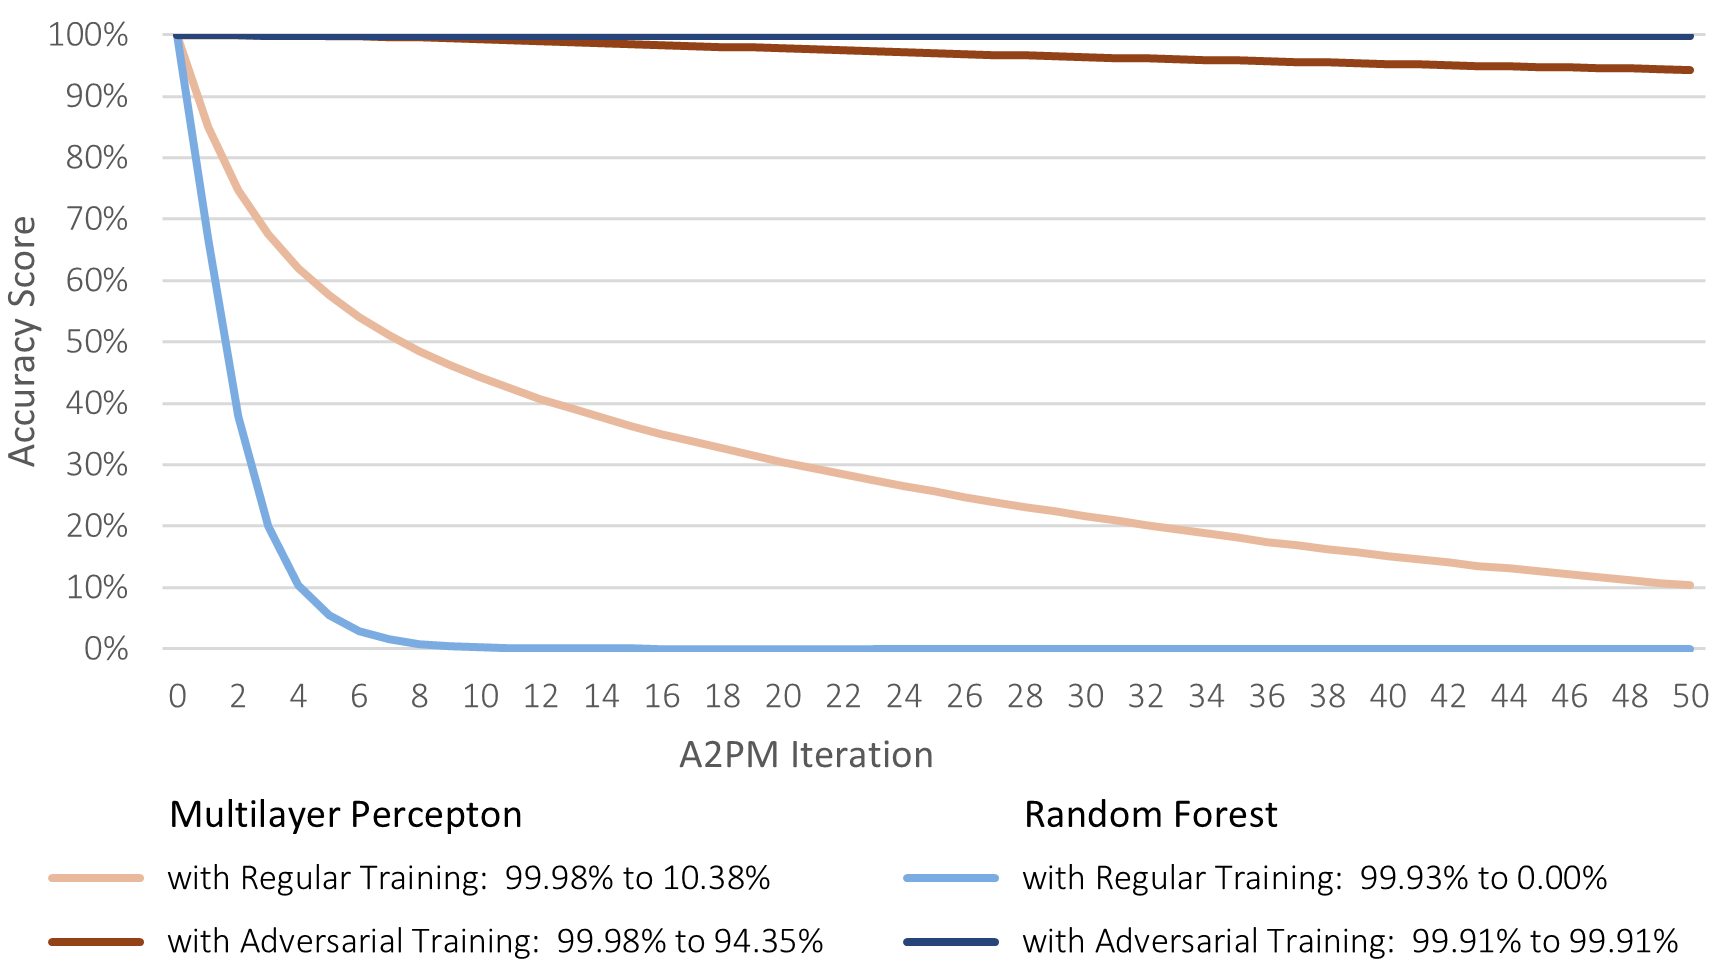 100%
90%
80%
70%
60%
50%
40%
30%
20%
10%
0%
Accuracy Score
0 2 4 6 8 10 12 14 16 18 20 22 24 26 28 30 32 34 36 38 40 42 44 46 48 50
A2PM Iteration
Multilayer Percepton
with Regular Training: 99.98% to 10.38%
with Adversarial Training: 99.98% to 94.35%
Random Forest
with Regular Training: 99.93% to 0.00%
with Adversarial Training: 99.91% to 99.91%